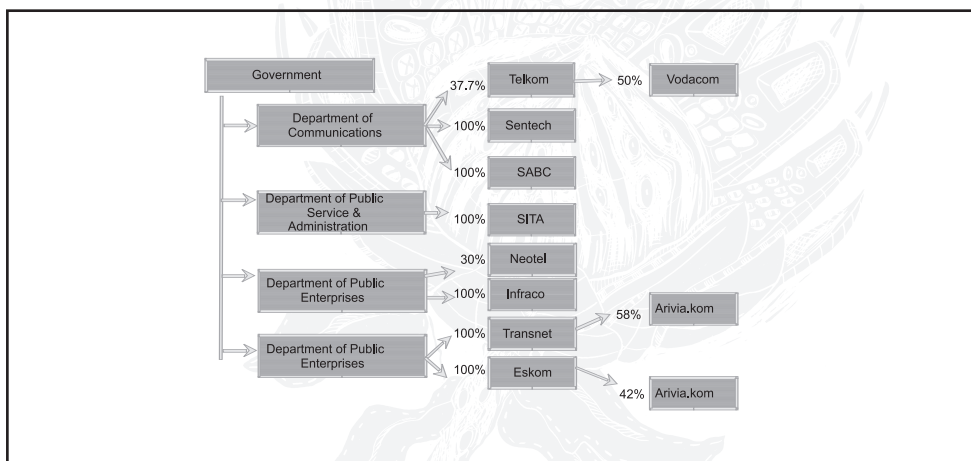 Government
37.7%
Telkom
50%
Vodacom
Department of
Communications
100%
Sentech
100%
SABC
Department of Public
Service &
Administration
100%
SITA
30%
Neotel
Department of Public
Enterprises
100%
Infraco
58%
Arivia.kom
100%
Transnet
Department of Public
Enterprises
100%
Eskom
42%
Arivia.kom